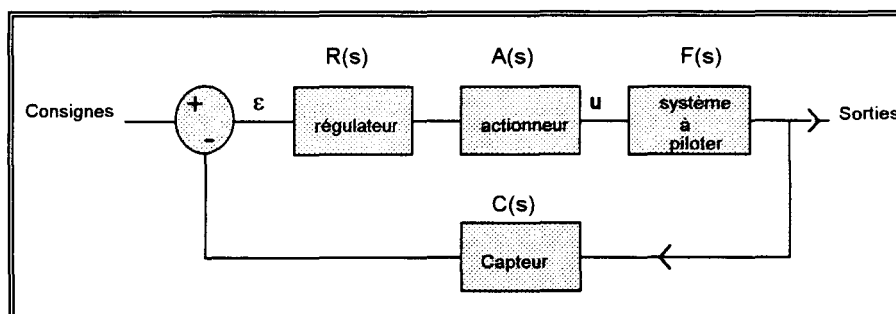 R(s) A(s) F(s)
Consignes + ε régulateur actionneur u système
à
piloter Sorties
-
C(s)
Capteur